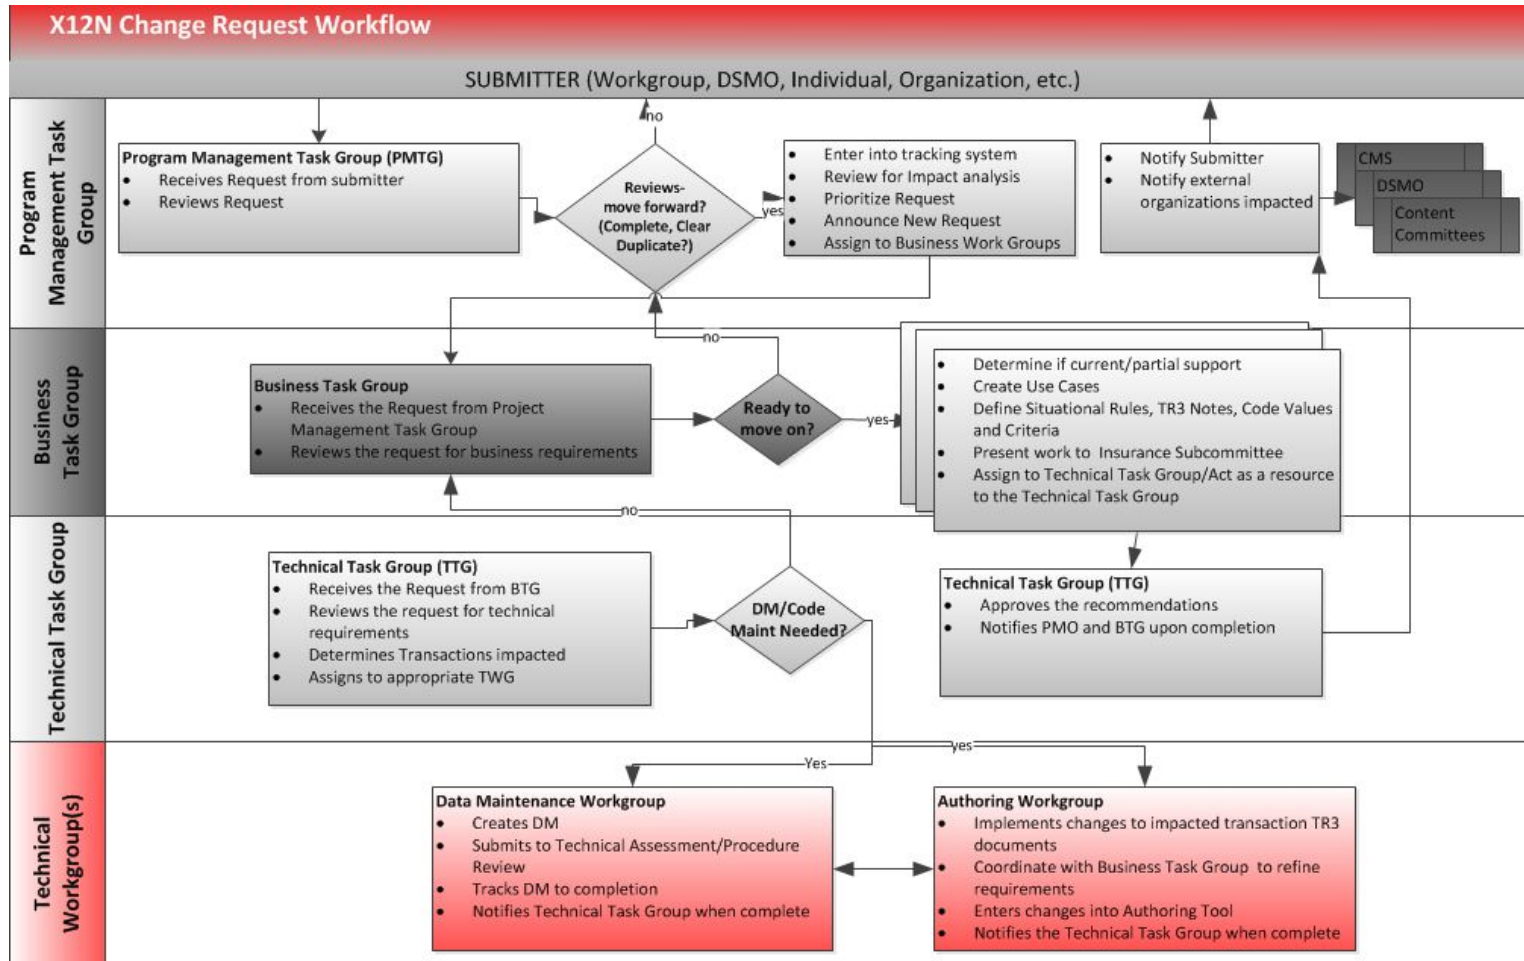 X12N Change Request Workflow
SUBMITTER (Workgroup, DSMO, Individual, Organization, etc.)
Program
Management Task
Group
Program Management Task Group (PMTG)
• Receives Request from submitter
• Reviews Request
no
Reviews-
move forward?
(Complete, Clear
Duplicate?)
yes
• Enter into tracking system
• Review for Impact analysis
• Prioritize Request
• Announce New Request
• Assign to Business Work Groups
• Notify Submitter
• Notify external
organizations impacted
CMS
DSMO
Content
Committees
Business
Task Group
Business Task Group
• Receives the Request from Project
Management Task Group
• Reviews the request for business requirements
no
Ready to
move on?
yes
• Determine if current/partial support
• Create Use Cases
• Define Situational Rules, TR3 Notes, Code Values
and Criteria
• Present work to Insurance Subcommittee
• Assign to Technical Task Group/Act as a resource
to the Technical Task Group
Technical Task Group
no
Technical Task Group (TTG)
• Receives the Request from BTG
• Reviews the request for technical
requirements
• Determines Transactions impacted
• Assigns to appropriate TWG
DM/Code
Maint Needed?
Technical Task Group (TTG)
• Approves the recommendations
• Notifies PMO and BTG upon completion
Technical
Workgroup(s)
yes
Yes
Data Maintenance Workgroup
• Creates DM
• Submits to Technical Assessment/Procedure
Review
• Tracks DM to completion
• Notifies Technical Task Group when complete
Authoring Workgroup
• Implements changes to impacted transaction TR3
documents
• Coordinate with Business Task Group to refine
requirements
• Enters changes into Authoring Tool
• Notifies the Technical Task Group when complete